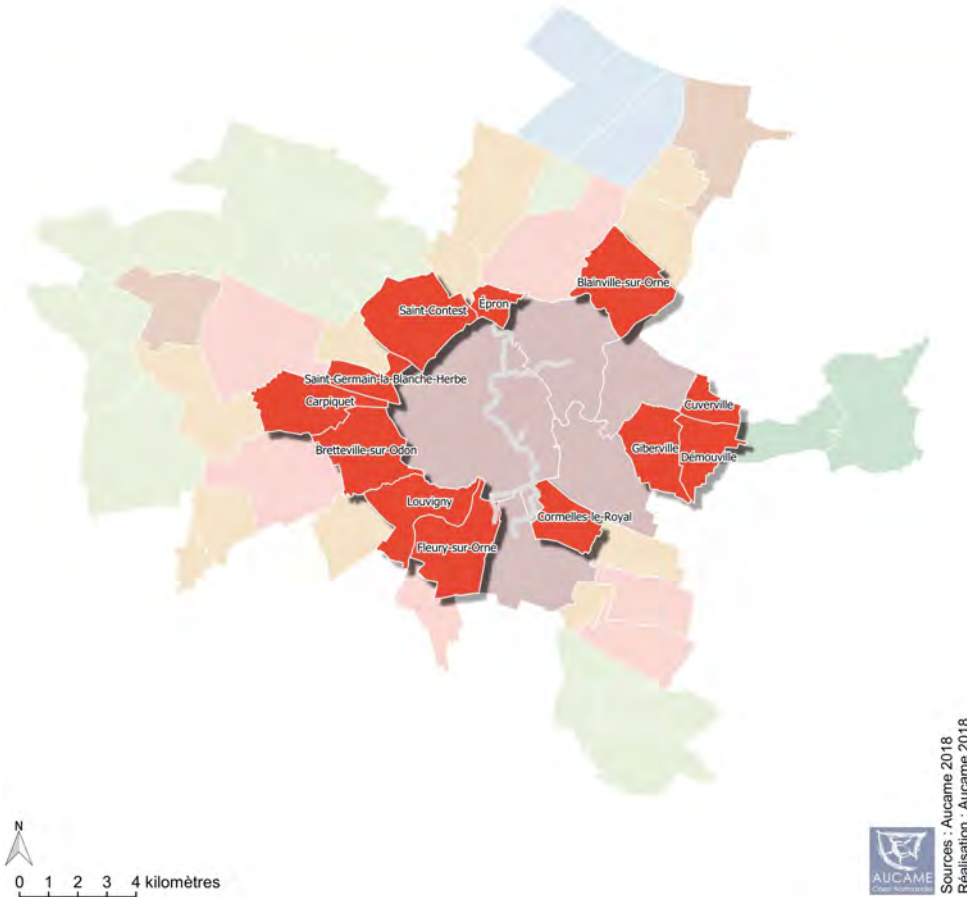 Blainville-sur-Orne
Épron
Saint-Contest
Saint-Germain-la-Blanche-Herbe
Carpiquet
Cuverville
Bretteville-sur-Odon
Giberville
Démouville
Louvigny
Cormelles-le-Royal
Fleury-sur-Orne
N
0 1 2 3 4 kilomètres
AUCAME
Caen Normandie
Sources : Aucame 2018
Réalisation : Aucame 2018